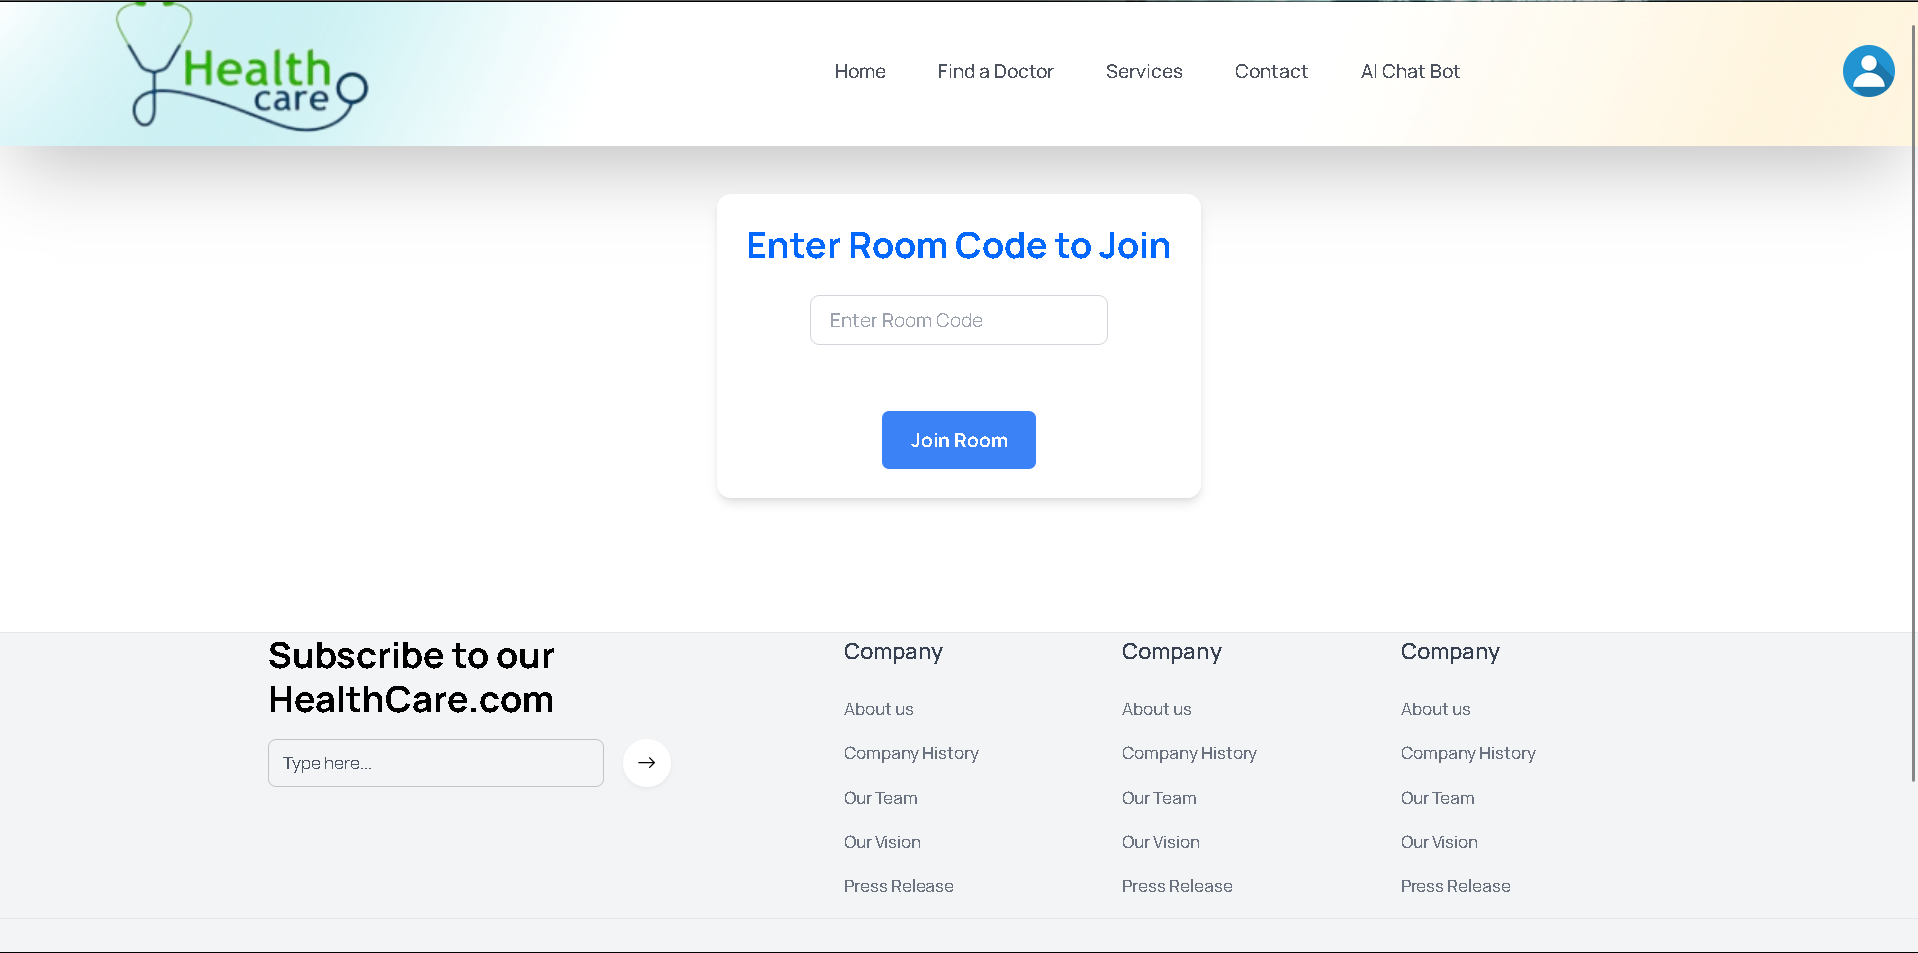 Health
care
Home
Find a Doctor
Services
Contact
AI Chat Bot
Enter Room Code to Join
Enter Room Code
Join Room
Subscribe to our
HealthCare.com
Type here...
Company
About us
Company History
Our Team
Our Vision
Press Release
Company
About us
Company History
Our Team
Our Vision
Press Release
Company
About us
Company History
Our Team
Our Vision
Press Release